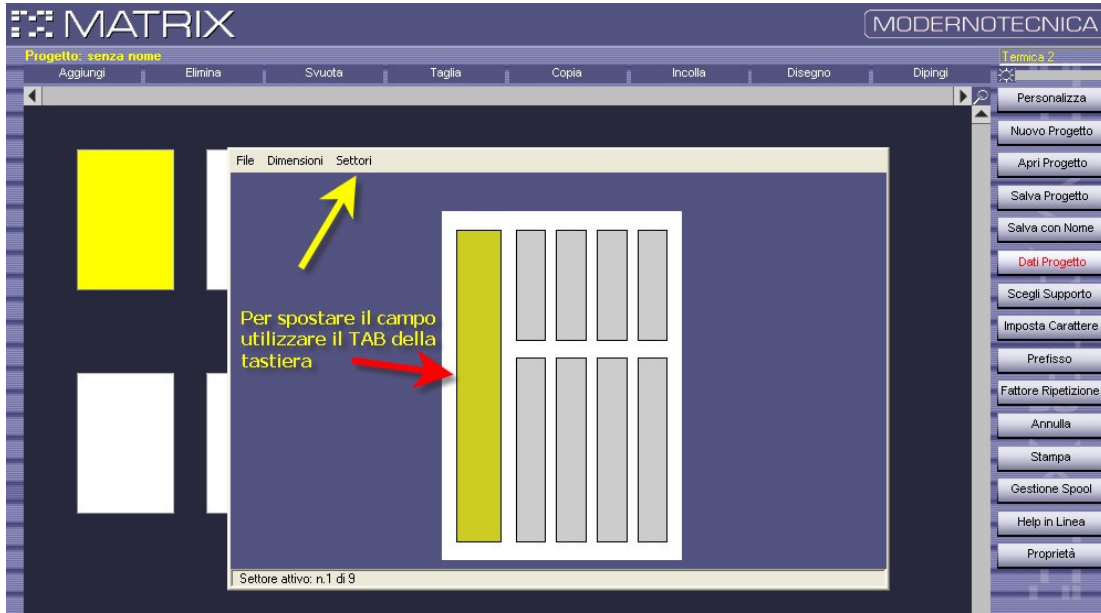 MATRIX
MODERNOTECNICA
Progetto: senza nome
Termica 2
Aggiungi Elimina Svuota Taglia Copia Incolla Disegno Dipingi
Personalizza
Nuovo Progetto
Apri Progetto
Salva Progetto
Salva con Nome
Dati Progetto
Scegli Supporto
Imposta Carattere
Prefisso
Fattore Ripetizione
Annulla
Stampa
Gestione Spool
Help in Linea
Proprietà
File Dimensioni Settori
Per spostare il campo
utilizzare il TAB della
tastiera
Settore attivo: n.1 di 9